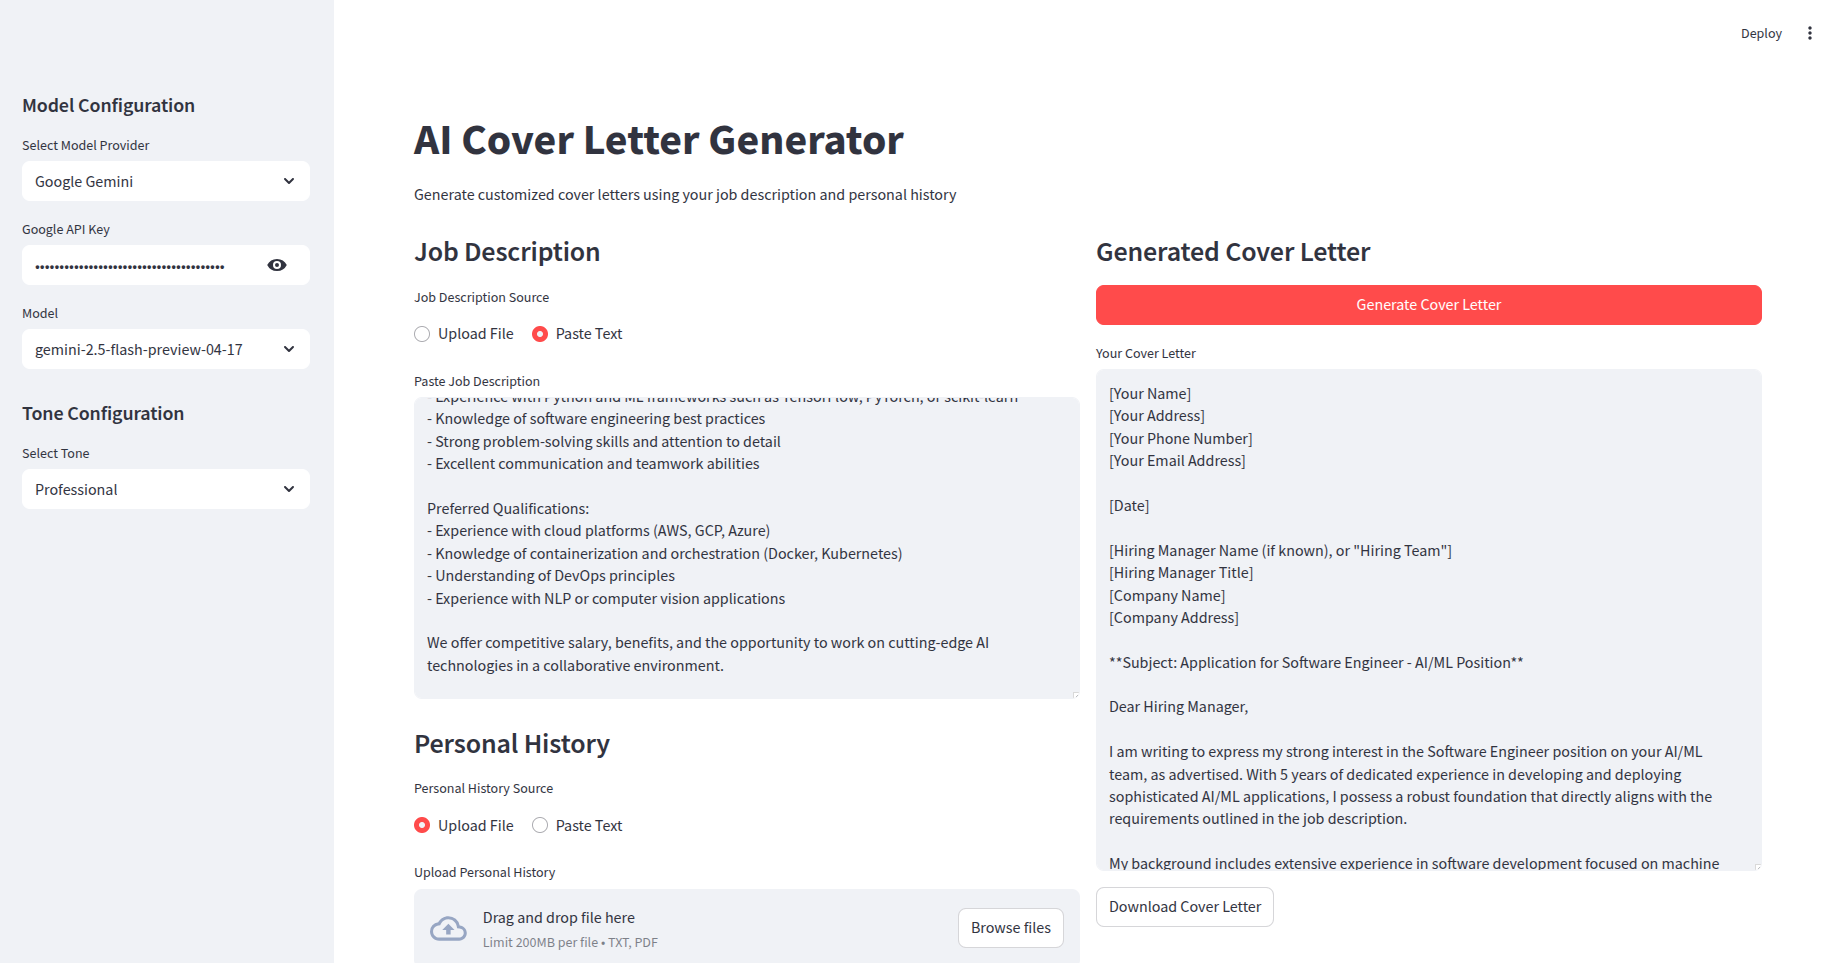 Deploy
Model Configuration
Select Model Provider
Google Gemini
Google API Key
••••••••••••••••••••••••••••••••••••••
Model
gemini-2.5-flash-preview-04-17
Tone Configuration
Select Tone
Professional
AI Cover Letter Generator
Generate customized cover letters using your job description and personal history
Job Description
Job Description Source
Upload File
Paste Text
Paste Job Description
- Experience with Python and ML frameworks such as TensorFlow, PyTorch, or scikit-learn
- Knowledge of software engineering best practices
- Strong problem-solving skills and attention to detail
- Excellent communication and teamwork abilities
Preferred Qualifications:
- Experience with cloud platforms (AWS, GCP, Azure)
- Knowledge of containerization and orchestration (Docker, Kubernetes)
- Understanding of DevOps principles
- Experience with NLP or computer vision applications
We offer competitive salary, benefits, and the opportunity to work on cutting-edge AI
technologies in a collaborative environment.
Personal History
Personal History Source
Upload File
Paste Text
Upload Personal History
Drag and drop file here
Limit 200MB per file • TXT, PDF
Browse files
Generated Cover Letter
Generate Cover Letter
Your Cover Letter
[Your Name]
[Your Address]
[Your Phone Number]
[Your Email Address]
[Date]
[Hiring Manager Name (if known), or "Hiring Team"]
[Hiring Manager Title]
[Company Name]
[Company Address]
**Subject: Application for Software Engineer - AI/ML Position**
Dear Hiring Manager,
I am writing to express my strong interest in the Software Engineer position on your AI/ML
team, as advertised. With 5 years of dedicated experience in developing and deploying
sophisticated AI/ML applications, I possess a robust foundation that directly aligns with the
requirements outlined in the job description.
My background includes extensive experience in software development focused on machine
Download Cover Letter